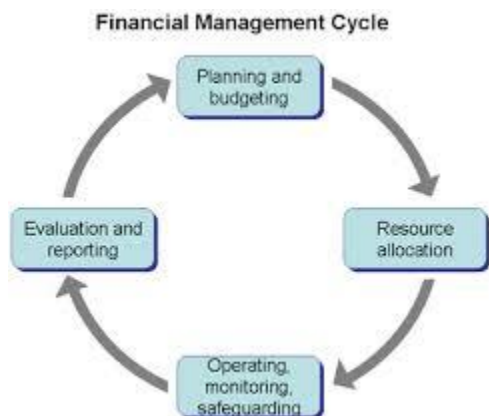 Financial Management Cycle
Planning and
budgeting
Resource
allocation
Operating,
monitoring,
safeguarding
Evaluation and
reporting